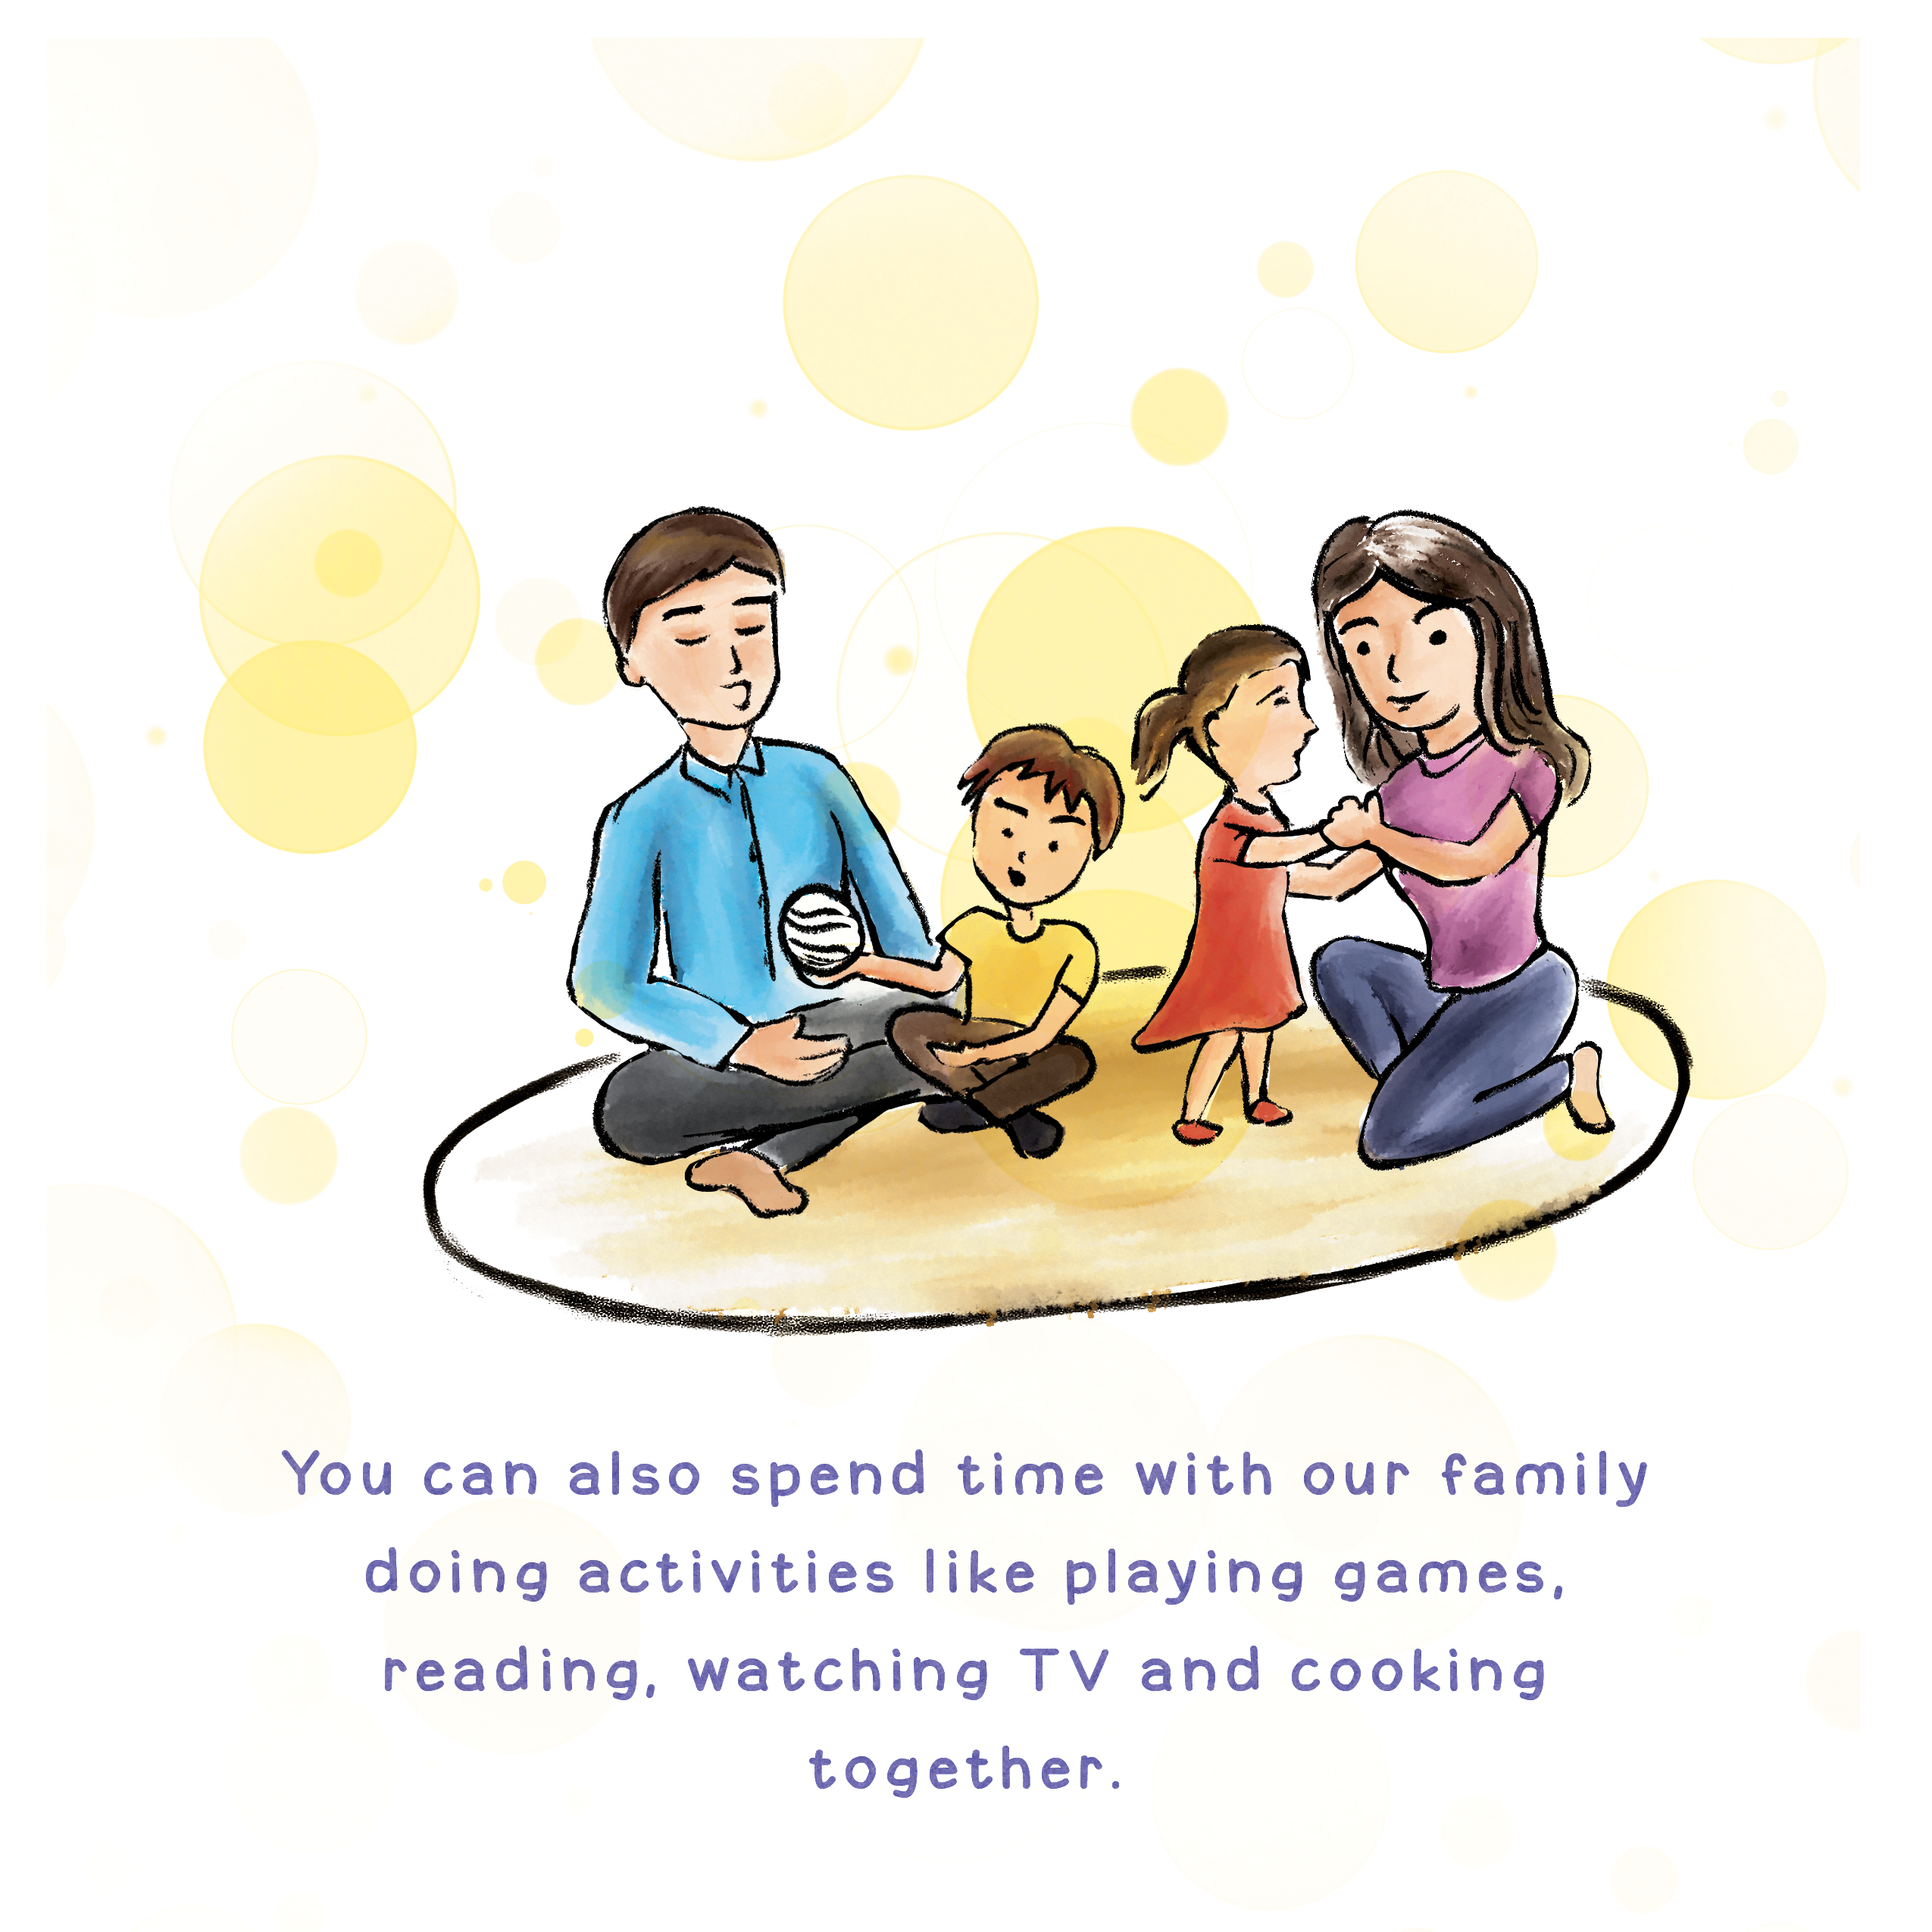 You can also spend time with our family
doing activities like playing games,
reading, watching TV and cooking
together.